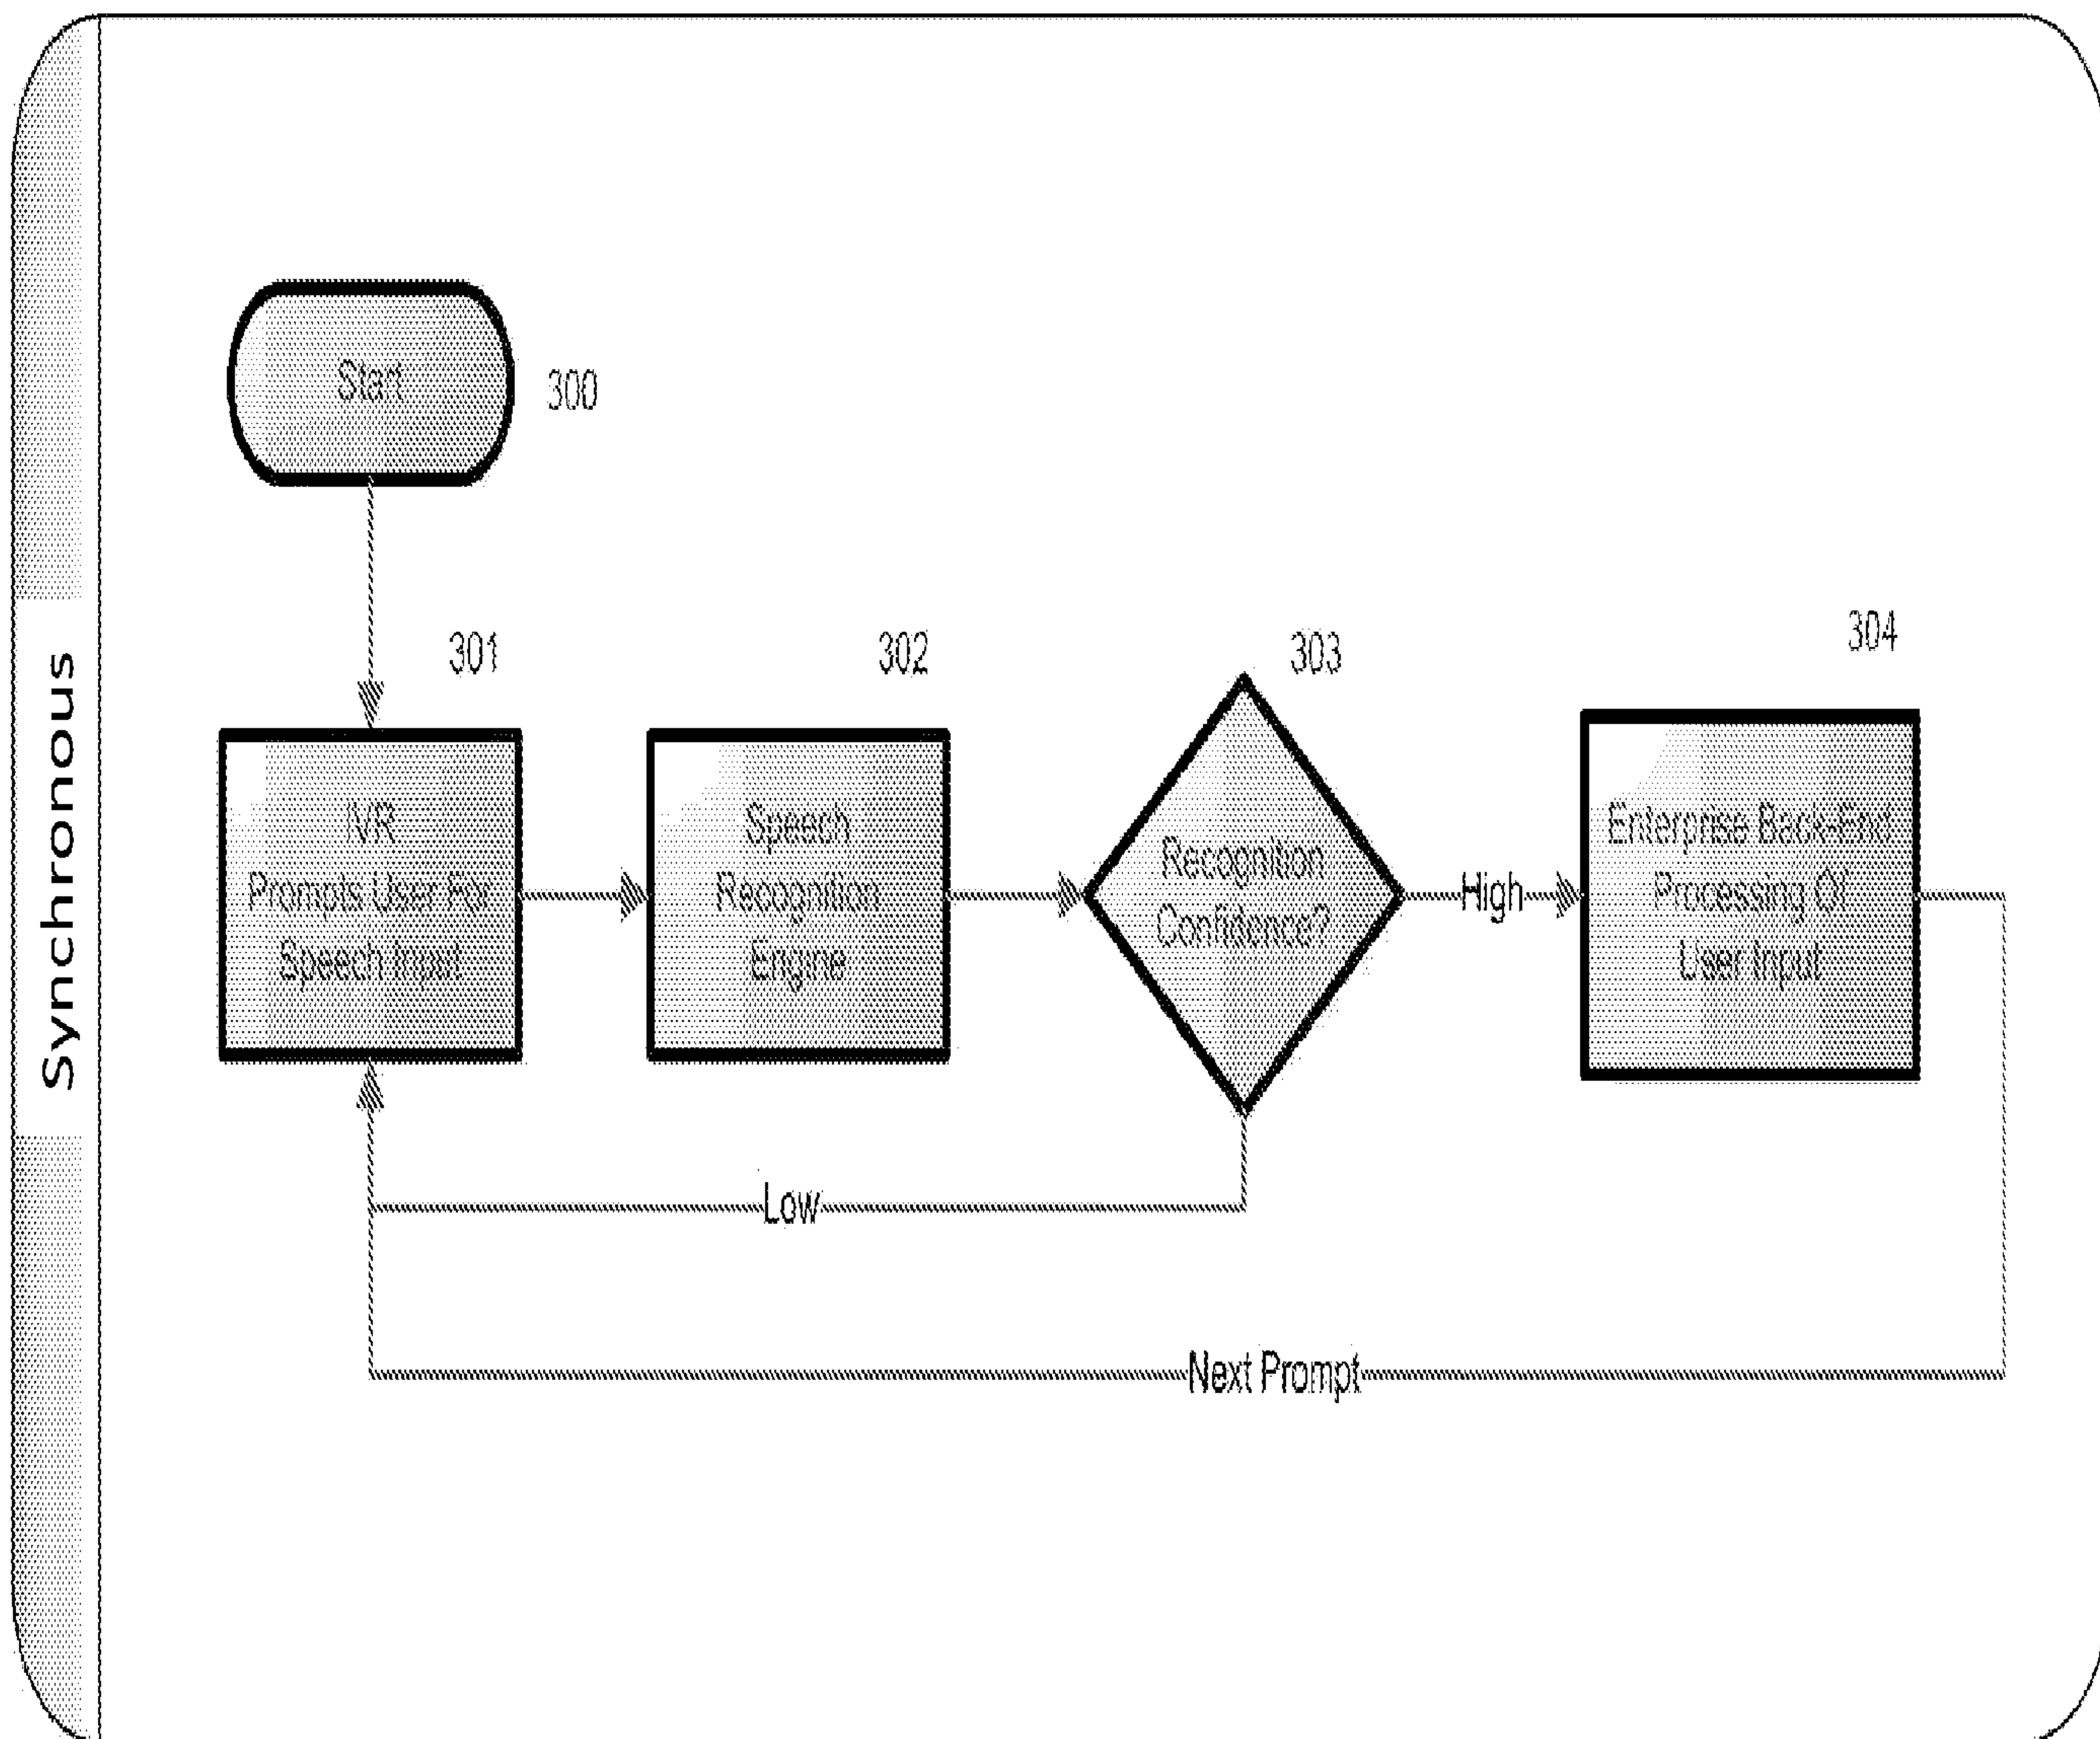 Synchronous
Start
300
301
302
303
304
IVR
Prompts User For
Speech Input
Speech
Recognition
Engine
Recognition
Confidence?
High
Enterprise Back-End
Processing Of
User Input
Low
Next Prompt